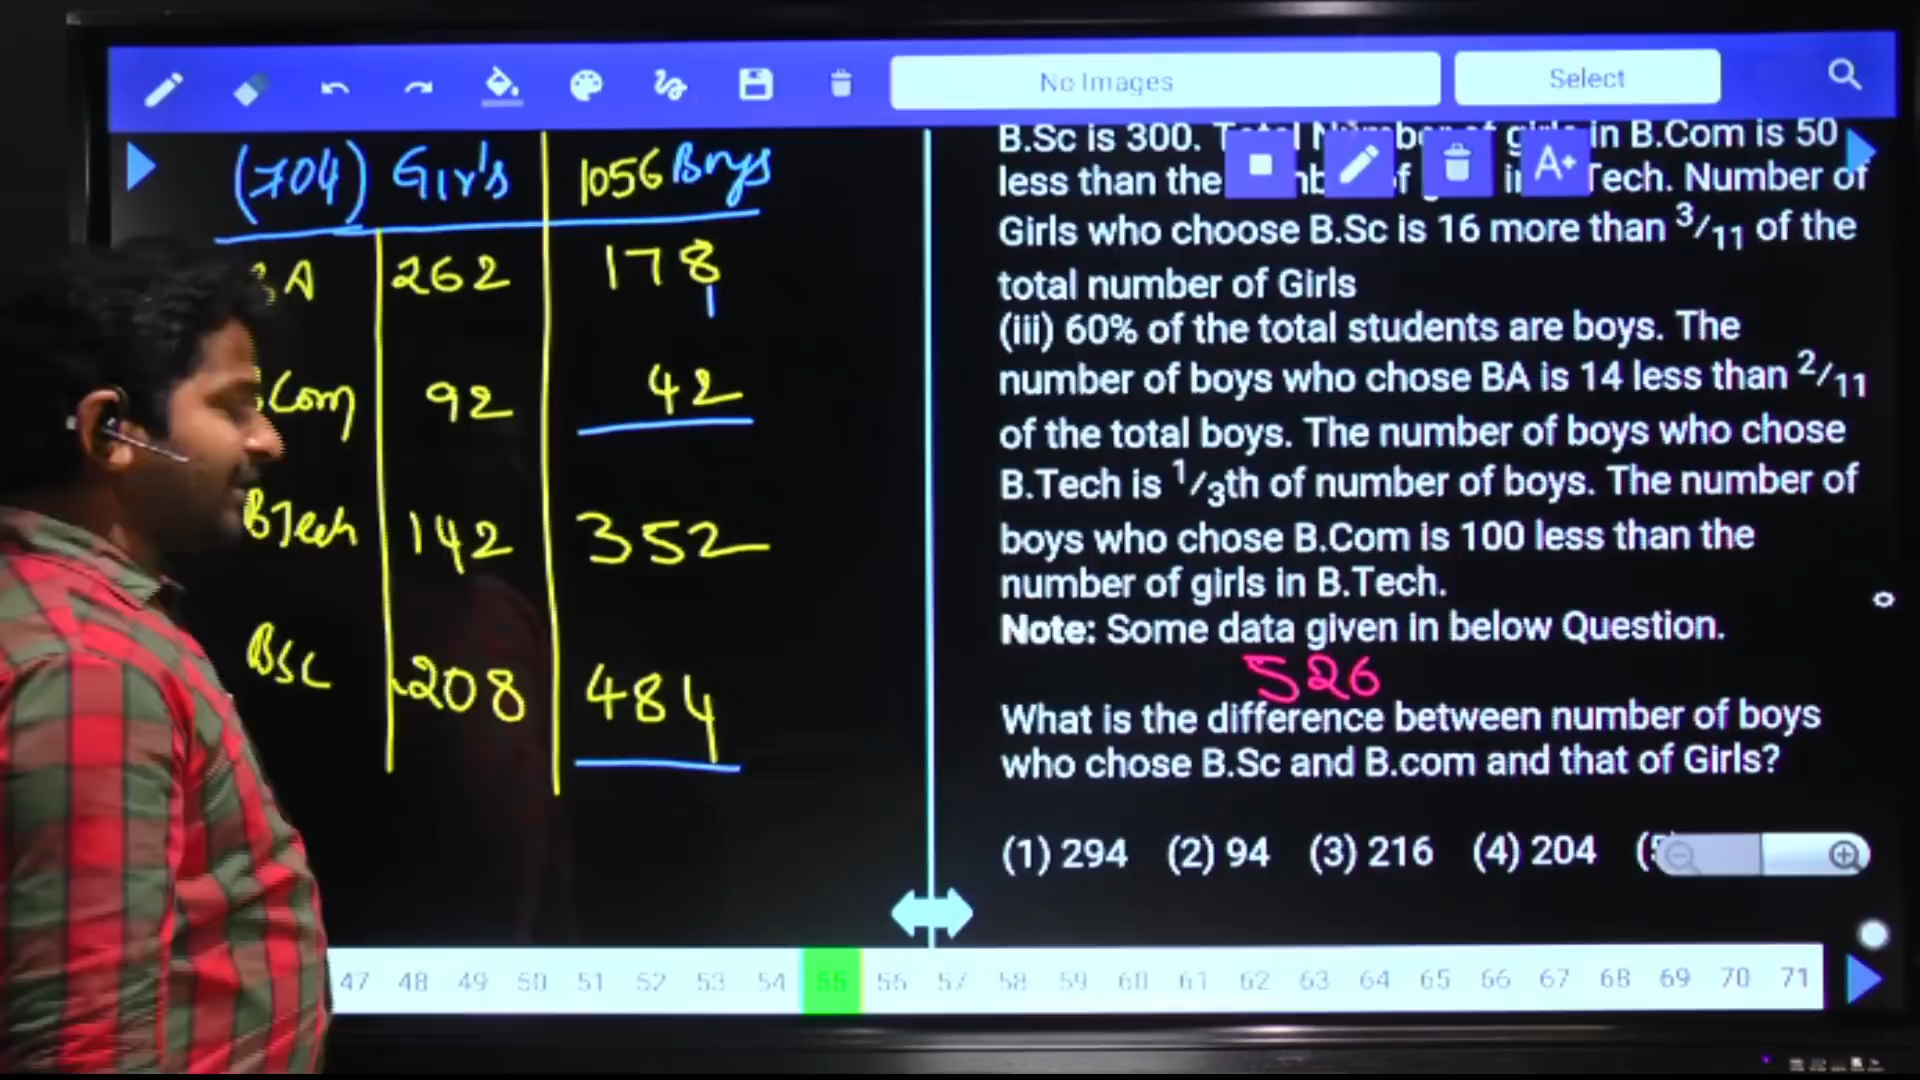 No Images
Select
(704) Gir's 1056 Boys
A 262 178
Com 92 42
BTech 142 352
BSC 208 484
B.Sc is 300. in B.Com is 50
less than the Tech. Number of
Girls who choose B.Sc is 16 more than 3/11 of the
total number of Girls
(iii) 60% of the total students are boys. The
number of boys who chose BA is 14 less than 2/11
of the total boys. The number of boys who chose
B.Tech is 1/3th of number of boys. The number of
boys who chose B.Com is 100 less than the
number of girls in B.Tech.
Note: Some data given in below Question.
526
What is the difference between number of boys
who chose B.Sc and B.com and that of Girls?
(1) 294 (2) 94 (3) 216 (4) 204 (5
47 48 49 50 51 52 53 54 55 56 57 58 59 60 61 62 63 64 65 66 67 68 69 70 71